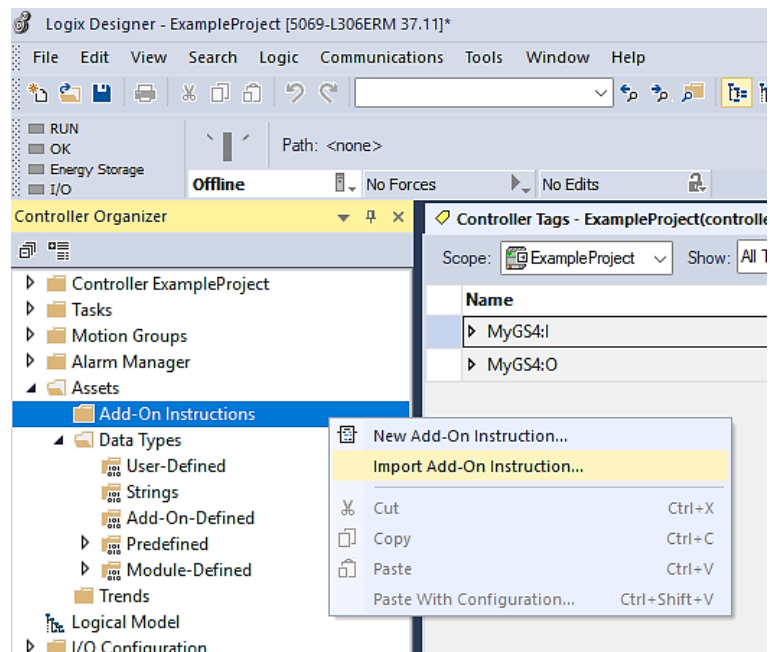 Logix Designer - ExampleProject [5069-L306ERM 37.11]*
File Edit View Search Logic Communications Tools Window Help
RUN
OK
Energy Storage
I/O
Path: <none>
Offline
No Forces
No Edits
Controller Organizer
Controller Tags - ExampleProject(controlle
Scope: ExampleProject Show: All T
Name
MyGS4:I
MyGS4:O
Controller ExampleProject
Tasks
Motion Groups
Alarm Manager
Assets
Add-On Instructions
Data Types
User-Defined
Strings
Add-On-Defined
Predefined
Module-Defined
Trends
Logical Model
I/O Configuration
New Add-On Instruction...
Import Add-On Instruction...
Cut Ctrl+X
Copy Ctrl+C
Paste Ctrl+V
Paste With Configuration... Ctrl+Shift+V